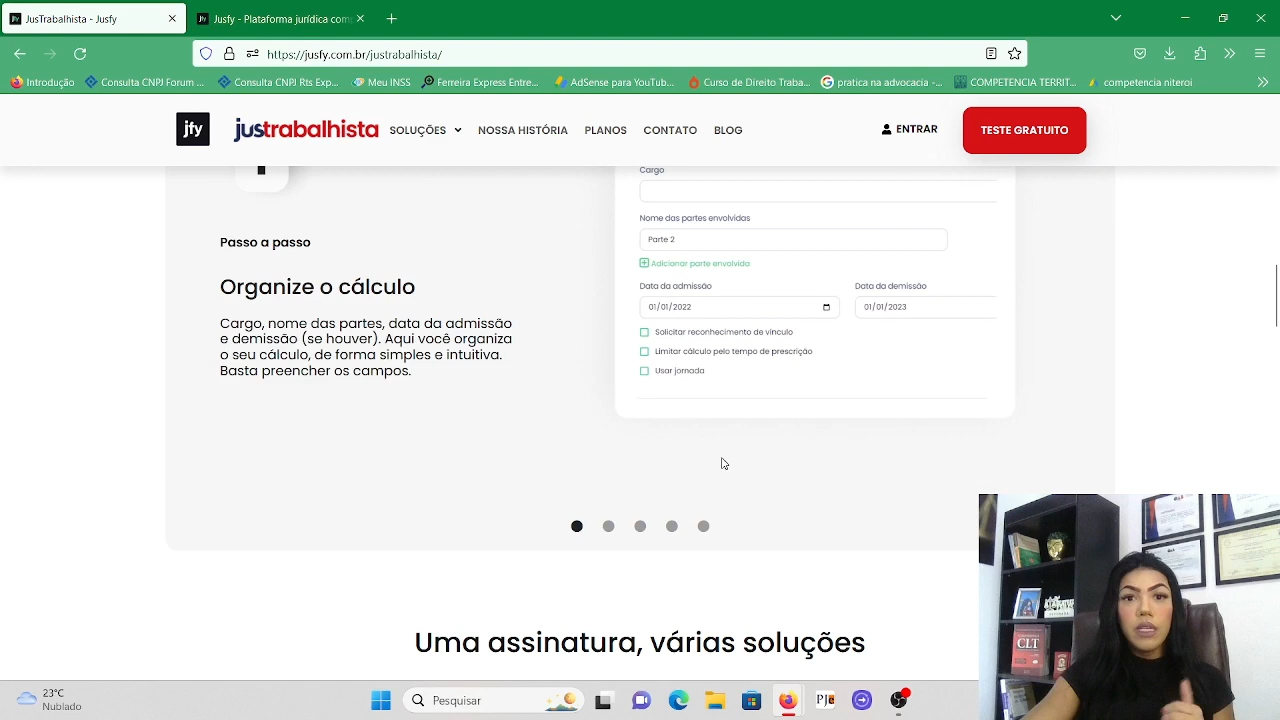 JusTrabalhista - Jusfy
Jusfy - Plataforma jurídica com
https://jusfy.com.br/justrabalhista/
Introdução
Consulta CNPJ Forum ...
Consulta CNPJ Rls Exp...
Meu INSS
Ferreira Express Entre...
AdSense para YouTub...
Curso de Direito Traba...
pratica na advocacia -...
COMPETENCIA TERRIT...
competencia niteroi
jfy
justrabalhista
SOLUÇÕES
NOSSA HISTÓRIA
PLANOS
CONTATO
BLOG
ENTRAR
TESTE GRATUITO
Passo a passo
Organize o cálculo
Cargo, nome das partes, data da admissão
e demissão (se houver). Aqui você organiza
o seu cálculo, de forma simples e intuitiva.
Basta preencher os campos.
Cargo
Nome das partes envolvidas
Parte 2
Adicionar parte envolvida
Data da admissão
Data da demissão
01/01/2022
01/01/2023
Solicitar reconhecimento de vínculo
Limitar cálculo pelo tempo de prescrição
Usar jornada
Uma assinatura, várias soluções
CLT
23°C
Nublado
Pesquisar
PJe